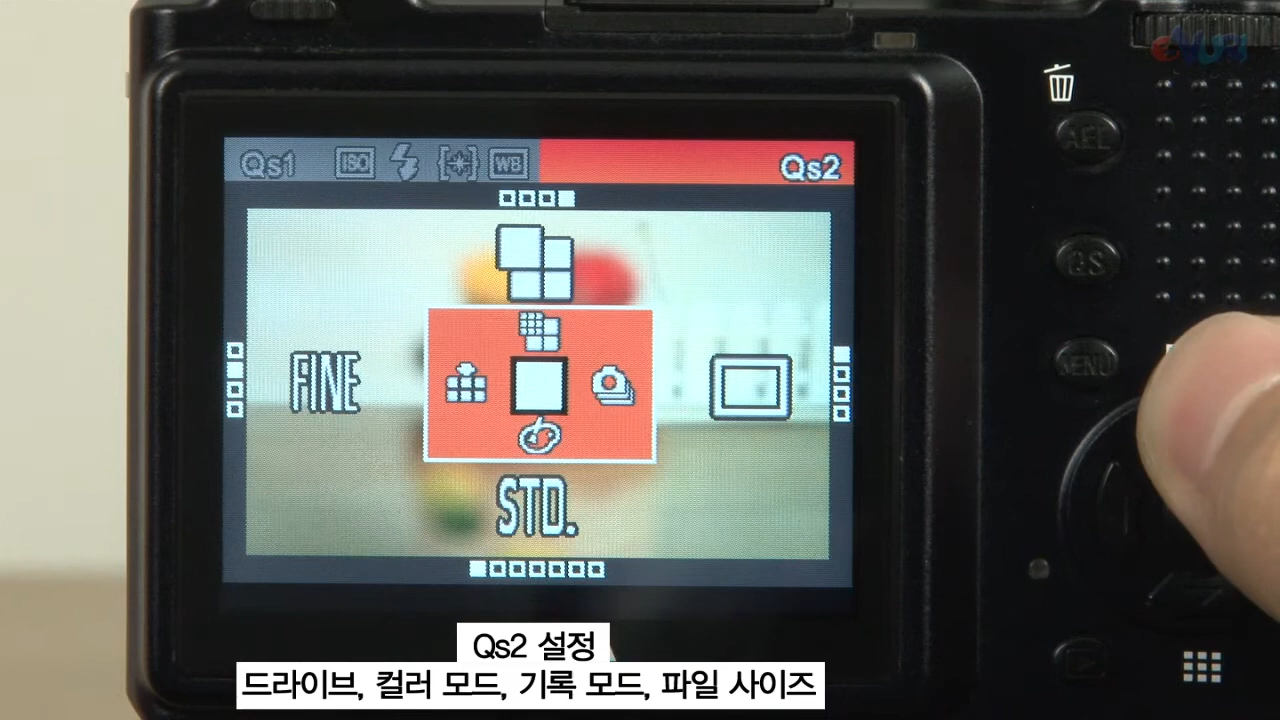 AEL
Qs1 ISO WB Qs2
QS
FINE
MENU
STD.
Qs2 설정
드라이브, 컬러 모드, 기록 모드, 파일 사이즈